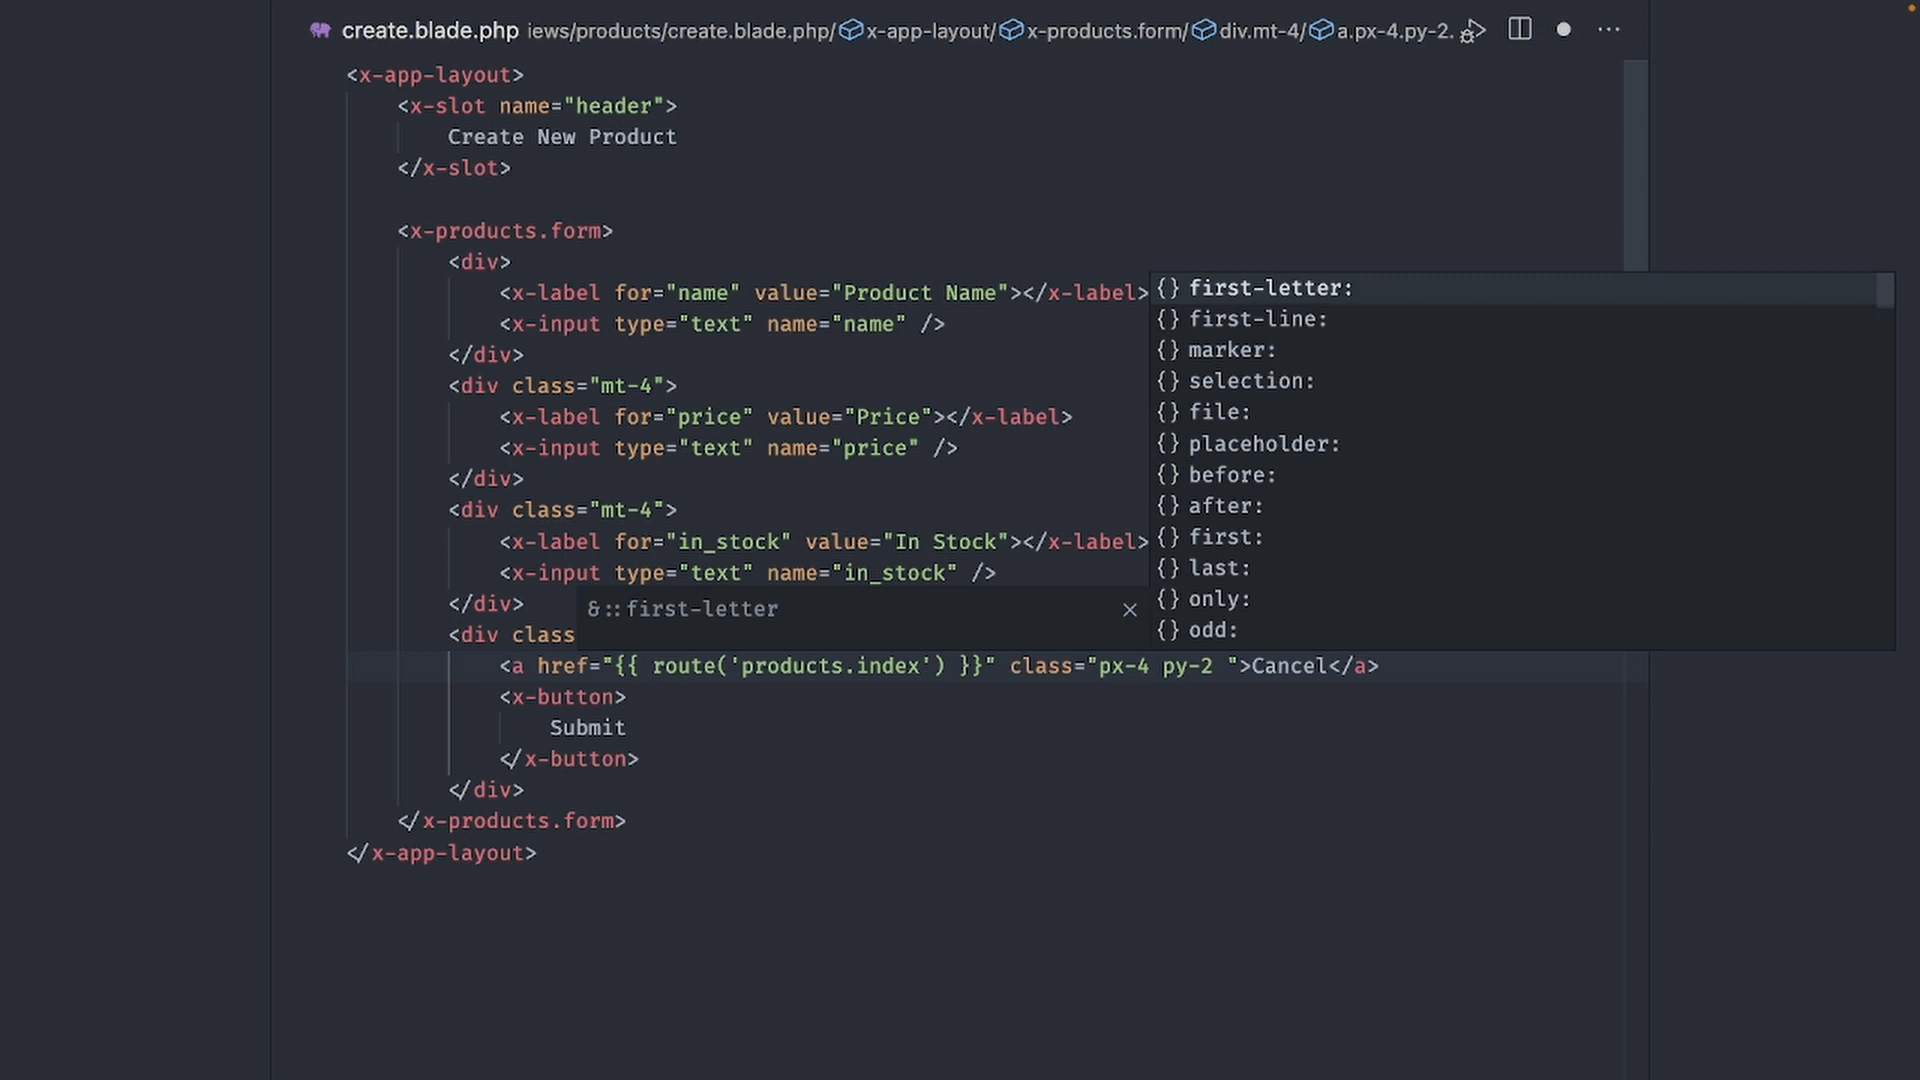 create.blade.php iews/products/create.blade.php/ x-app-layout/ x-products.form/ div.mt-4/ a.px-4.py-2.
<x-app-layout>
<x-slot name="header">
Create New Product
</x-slot>
<x-products.form>
<div>
<x-label for="name" value="Product Name"></x-label>
<x-input type="text" name="name" />
</div>
<div class="mt-4">
<x-label for="price" value="Price"></x-label>
<x-input type="text" name="price" />
</div>
<div class="mt-4">
<x-label for="in_stock" value="In Stock"></x-label>
<x-input type="text" name="in_stock" />
</div>
<div class
<a href="{{ route('products.index') }}" class="px-4 py-2 ">Cancel</a>
<x-button>
Submit
</x-button>
</div>
</x-products.form>
</x-app-layout>
&::first-letter
{} first-letter:
{} first-line:
{} marker:
{} selection:
{} file:
{} placeholder:
{} before:
{} after:
{} first:
{} last:
{} only:
{} odd: